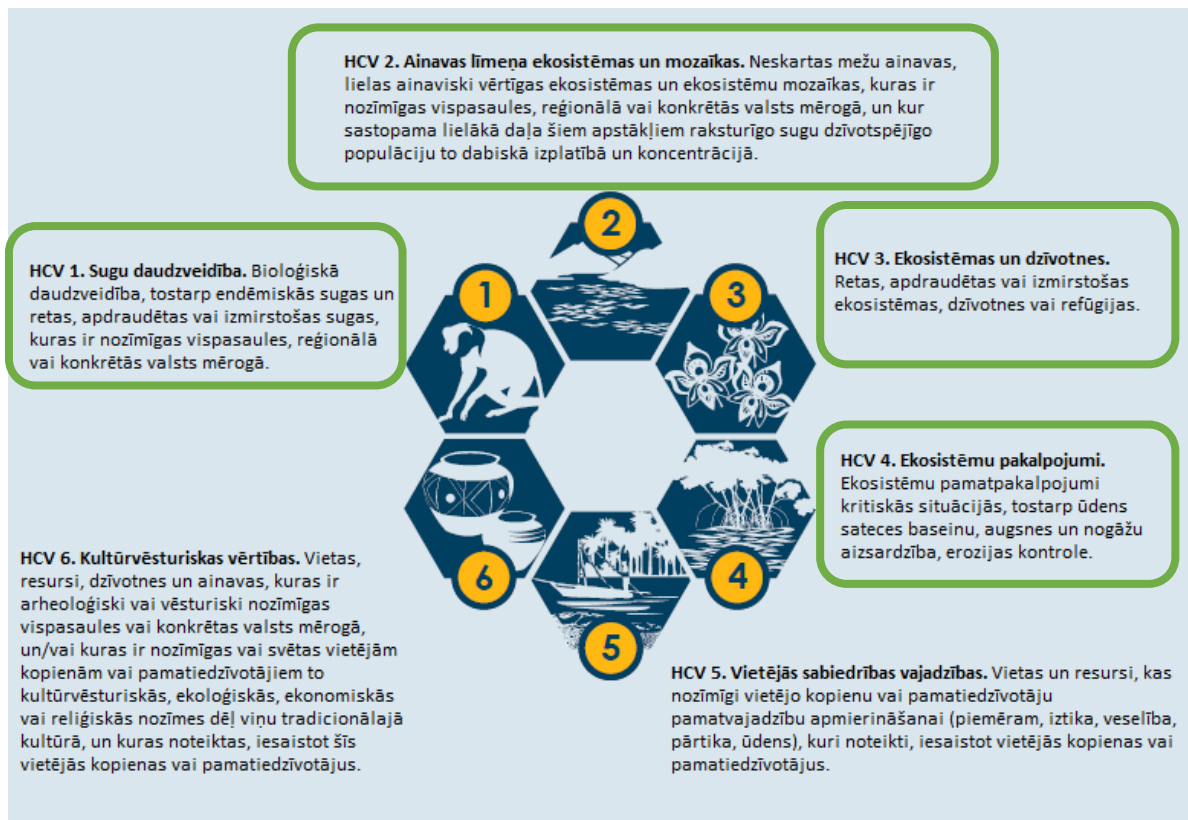 HCV 2. Ainavas līmeņa ekosistēmas un mozaīkas. Neskartas mežu ainavas,
lielas ainaviski vērtīgas ekosistēmas un ekosistēmu mozaīkas, kuras ir
nozīmīgas vispasaules, reģionālā vai konkrētās valsts mērogā, un kur
sastopama lielākā daļa šiem apstākļiem raksturīgo sugu dzīvotspējīgo
populāciju to dabiskā izplatībā un koncentrācijā.
2
HCV 1. Sugu daudzveidība. Bioloģiskā
daudzveidība, tostarp endēmiskās sugas un
retas, apdraudētas vai izmirstošas sugas,
kuras ir nozīmīgas vispasaules, reģionālā
vai konkrētās valsts mērogā.
1
3
HCV 3. Ekosistēmas un dzīvotnes.
Retas, apdraudētas vai izmirstošas
ekosistēmas, dzīvotnes vai refūgijas.
HCV 4. Ekosistēmu pakalpojumi.
Ekosistēmu pamatpakalpojumi
kritiskās situācijās, tostarp ūdens
sateces baseinu, augsnes un nogāžu
aizsardzība, erozijas kontrole.
4
6
HCV 6. Kultūrvēsturiskas vērtības. Vietas,
resursi, dzīvotnes un ainavas, kuras ir
arheoloģiski vai vēsturiski nozīmīgas
vispasaules vai konkrētas valsts mērogā,
un/vai kuras ir nozīmīgas vai svētas vietējām
kopienām vai pamatiedzīvotājiem to
kultūrvēsturiskās, ekoloģiskās, ekonomiskās
vai reliģiskās nozīmes dēļ viņu tradicionālajā
kultūrā, un kuras noteiktas, iesaistot šīs
vietējās kopienas vai pamatiedzīvotājus.
5
HCV 5. Vietējās sabiedrības vajadzības. Vietas un resursi, kas
nozīmīgi vietējo kopienu vai pamatiedzīvotāju
pamatvajadzību apmierināšanai (piemēram, iztika, veselība,
pārtika, ūdens), kuri noteikti, iesaistot vietējās kopienas vai
pamatiedzīvotājus.